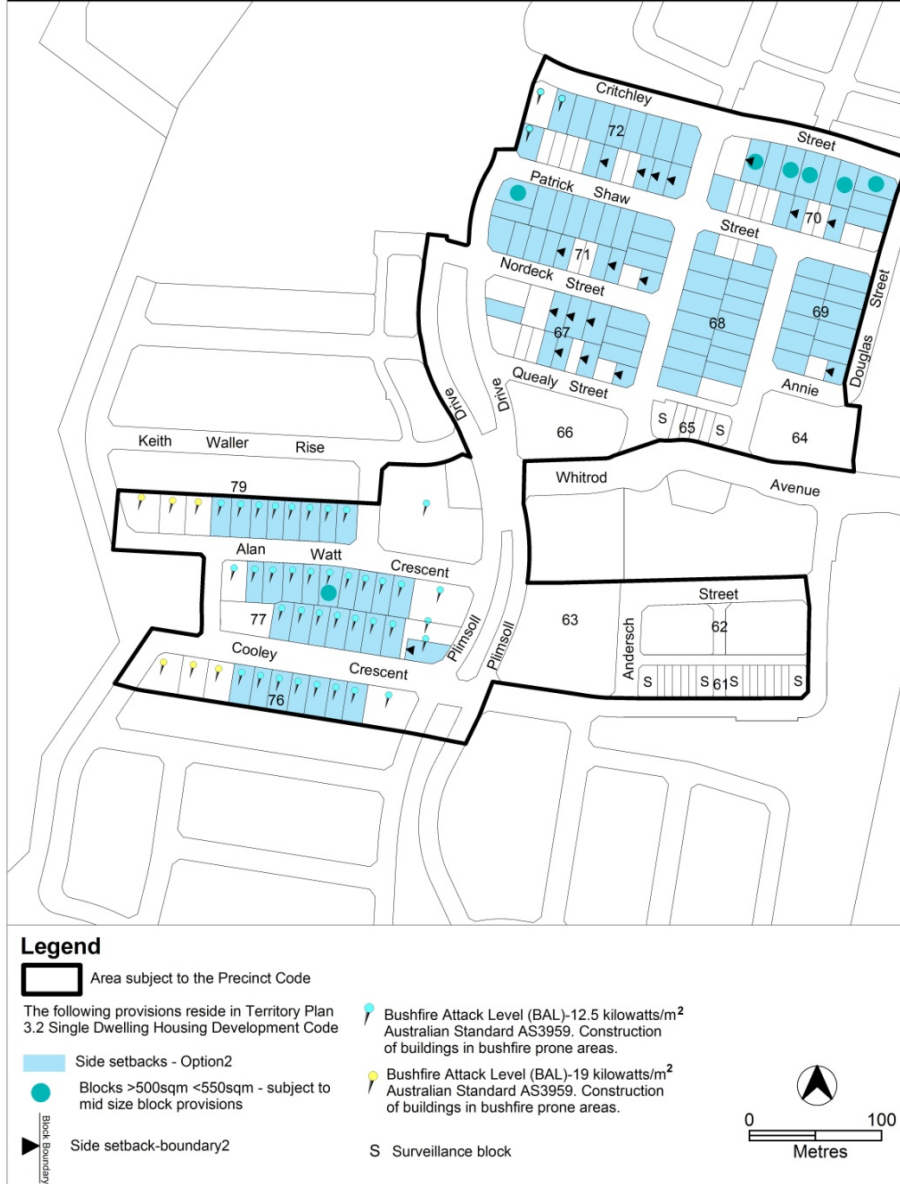 Critchley
Street
72
Patrick Shaw
Street
70
71
Nordeck Street
67
68
69
Douglas Street
Quealy Street
Annie
Drive
Drive
66
S 65 S
64
Keith Waller Rise
79
Whitrod
Avenue
Alan Watt
Crescent
77
Cooley
Crescent
76
Plimsoll
Plimsoll
63
Andersch
Street
62
S S 61 S S
Legend
Area subject to the Precinct Code
The following provisions reside in Territory Plan
3.2 Single Dwelling Housing Development Code
Side setbacks - Option2
Blocks >500sqm <550sqm - subject to
mid size block provisions
Block Boundary
Side setback-boundary2
Bushfire Attack Level (BAL)-12.5 kilowatts/m²
Australian Standard AS3959. Construction
of buildings in bushfire prone areas.
Bushfire Attack Level (BAL)-19 kilowatts/m²
Australian Standard AS3959. Construction
of buildings in bushfire prone areas.
S Surveillance block
0 100
Metres